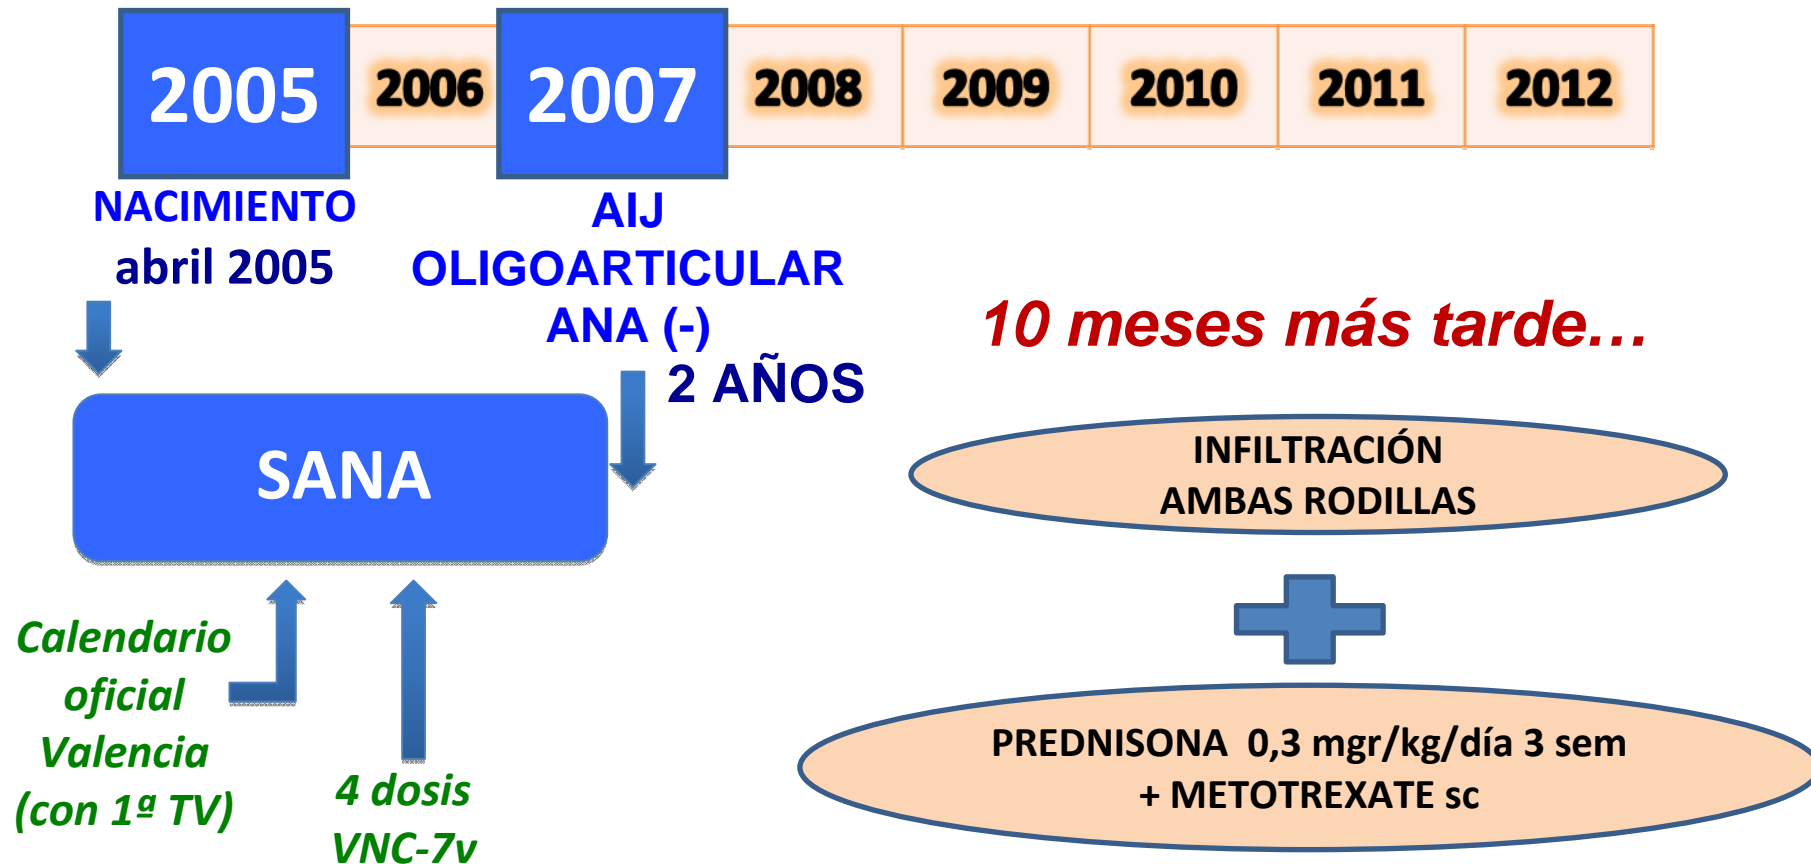 2005
2006
2007
2008
2009
2010
2011
2012
NACIMIENTO
abril 2005
AIJ
OLIGOARTICULAR
ANA (-)
2 AÑOS
10 meses más tarde…
SANA
INFILTRACIÓN
AMBAS RODILLAS
Calendario
oficial
Valencia
(con 1ª TV)
4 dosis
VNC-7v
PREDNISONA 0,3 mgr/kg/día 3 sem
+ METOTREXATE sc